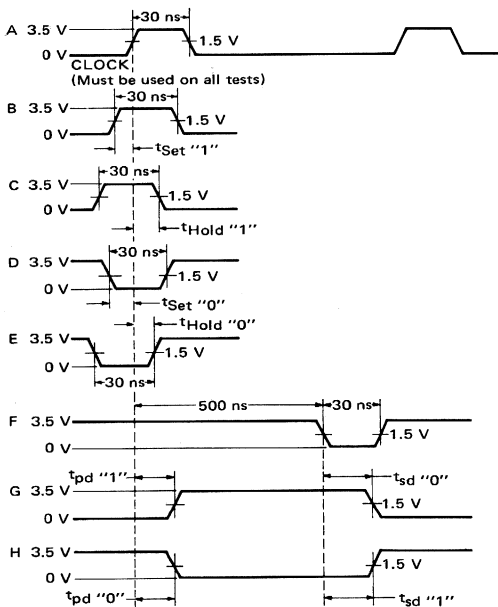 30 ns
A 3.5 V
1.5 V
0 V
CLOCK
(Must be used on all tests)
30 ns
B 3.5 V
1.5 V
0 V
tSet "1"
30 ns
C 3.5 V
1.5 V
0 V
tHold "1"
30 ns
D 3.5 V
0 V
1.5 V
tSet "0"
tHold "0"
E 3.5 V
1.5 V
0 V
30 ns
500 ns
30 ns
F 3.5 V
1.5 V
0 V
tpd "1"
tsd "0"
G 3.5 V
1.5 V
0 V
H 3.5 V
1.5 V
0 V
tpd "0"
tsd "1"